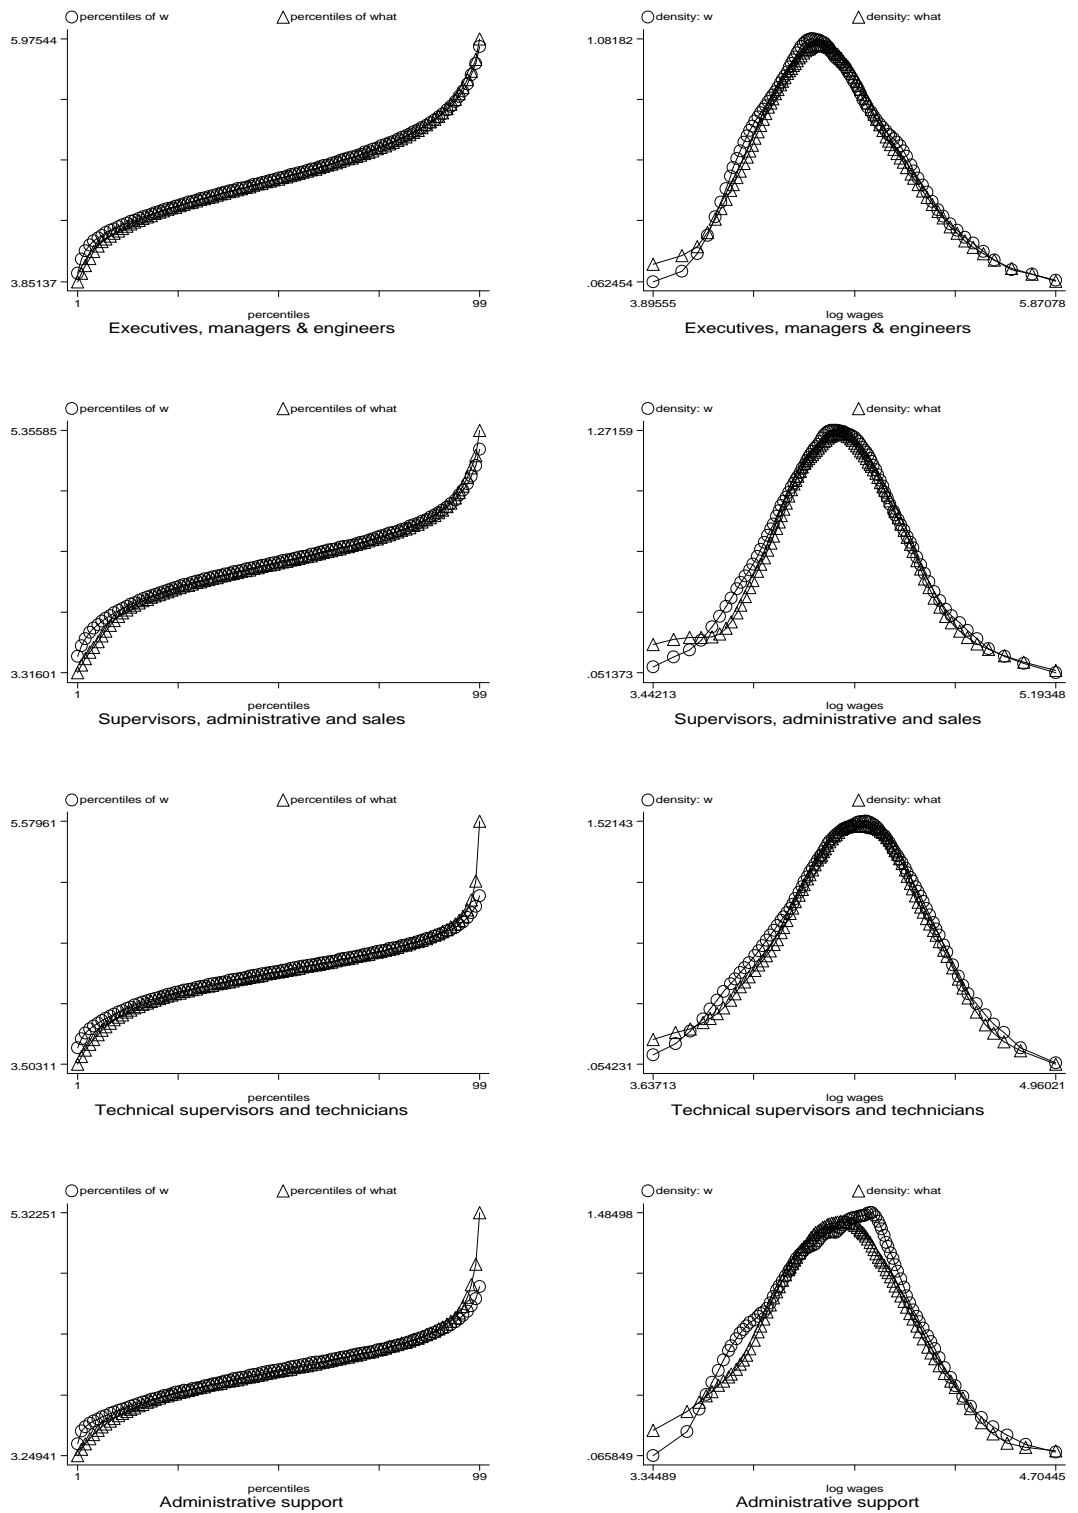 percentiles of w percentiles of what
5.97544
3.85137
1 99
percentiles
Executives, managers & engineers
density: w density: what
1.08182
.062454
3.89555 5.87078
log wages
Executives, managers & engineers
percentiles of w percentiles of what
5.35585
3.31601
1 99
percentiles
Supervisors, administrative and sales
density: w density: what
1.27159
.051373
3.44213 5.19348
log wages
Supervisors, administrative and sales
percentiles of w percentiles of what
5.57961
3.50311
1 99
percentiles
Technical supervisors and technicians
density: w density: what
1.52143
.054231
3.63713 4.96021
log wages
Technical supervisors and technicians
percentiles of w percentiles of what
5.32251
3.24941
1 99
percentiles
Administrative support
density: w density: what
1.48498
.065849
3.34489 4.70445
log wages
Administrative support